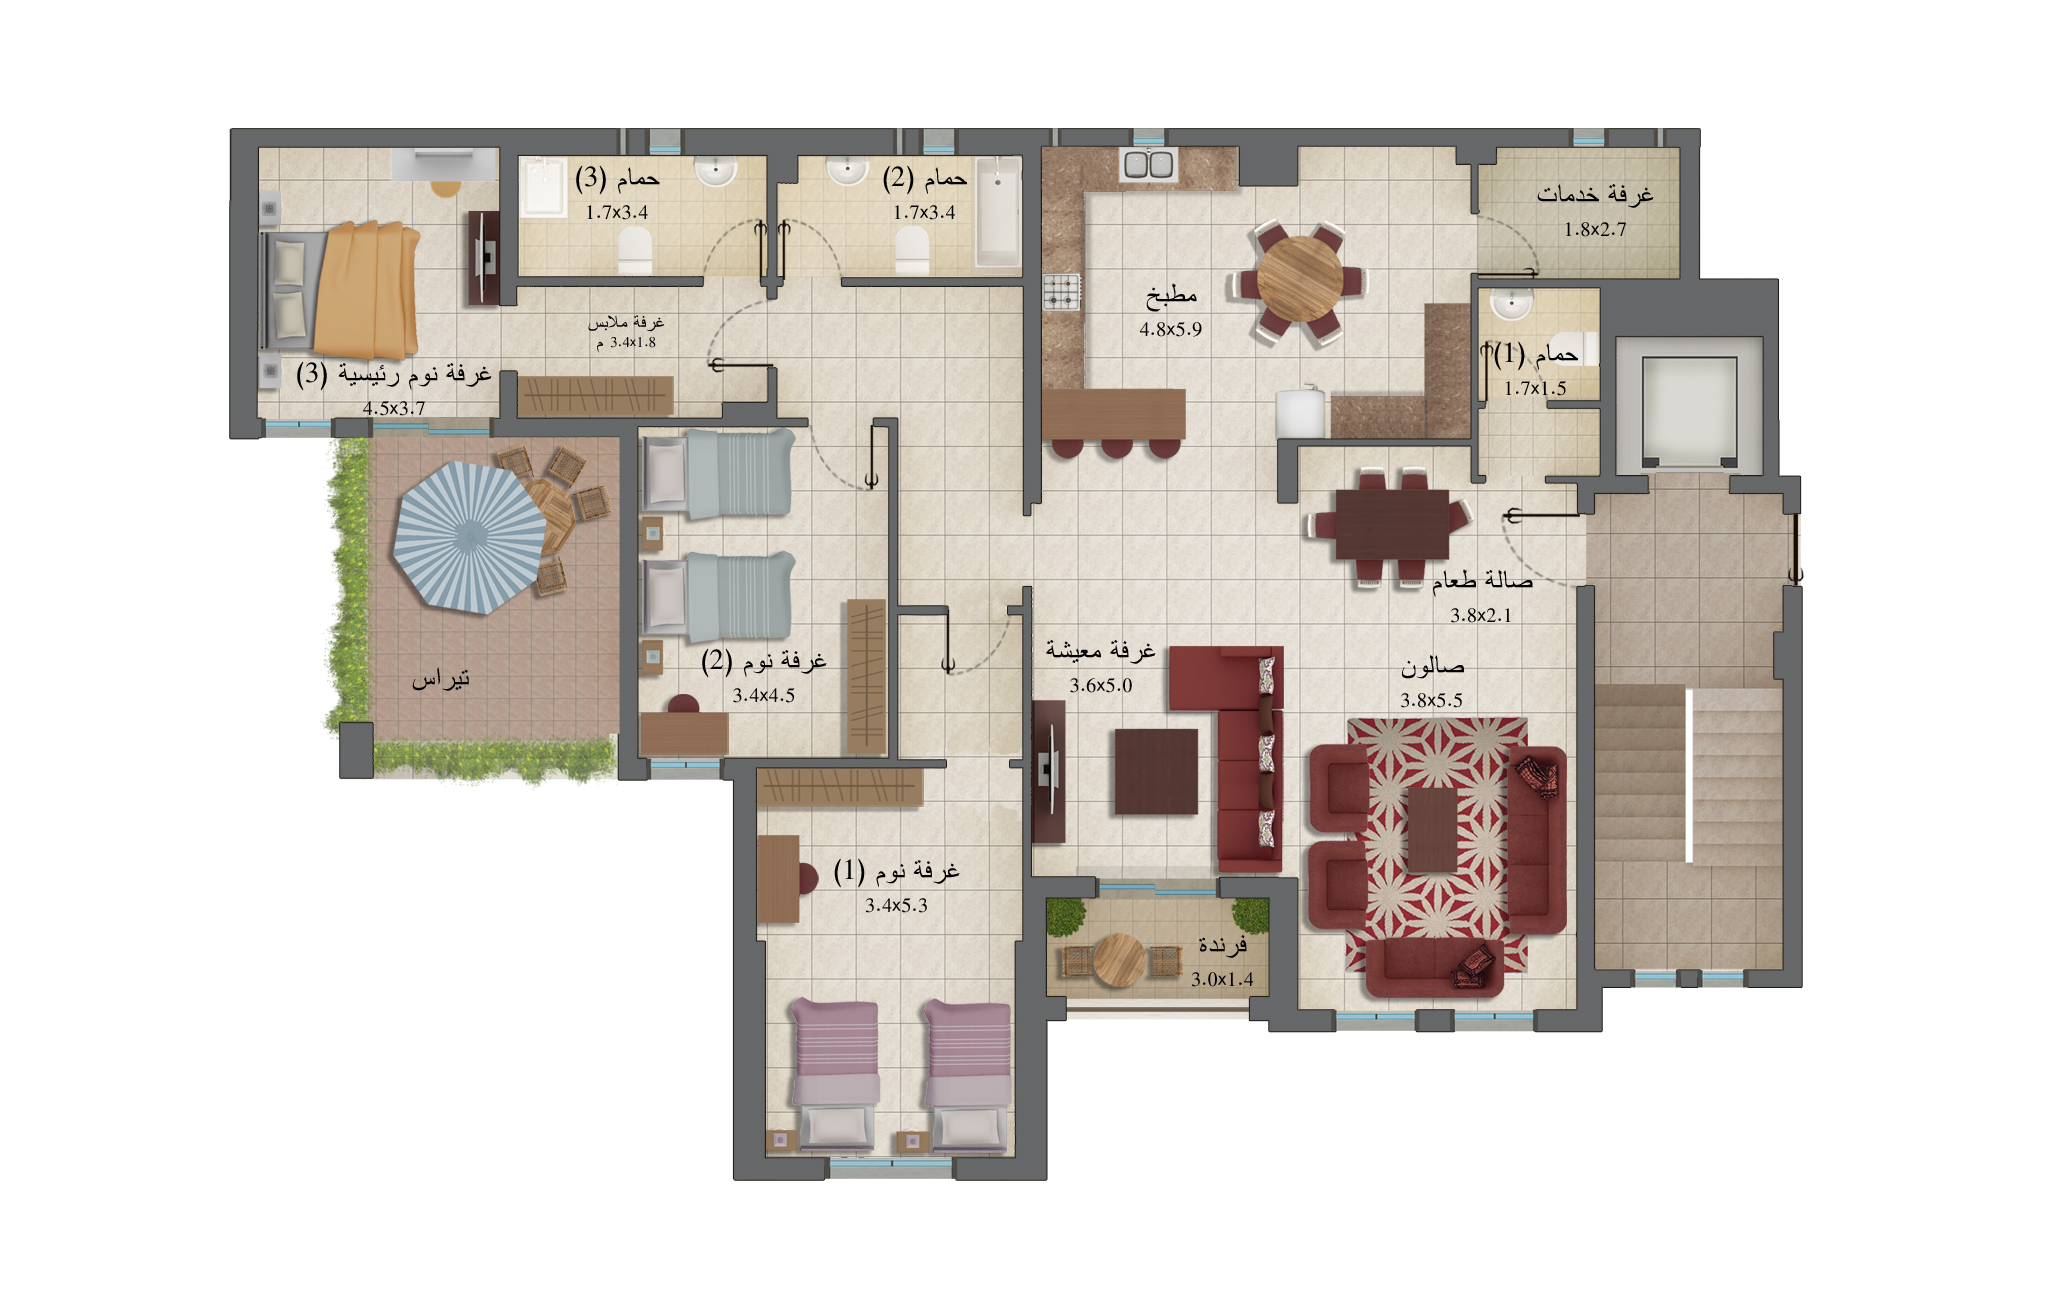 حمام (3)
1.7x3.4
حمام (2)
1.7x3.4
غرفة خدمات
1.8x2.7
مطبخ
4.8x5.9
غرفة ملابس
3.4x1.8 م
حمام (1)
1.7x1.5
غرفة نوم رئيسية (3)
4.5x3.7
صالة طعام
3.8x2.1
غرفة معيشة
3.6x5.0
صالون
3.8x5.5
غرفة نوم (2)
3.4x4.5
تيراس
غرفة نوم (1)
3.4x5.3
فرندة
3.0x1.4